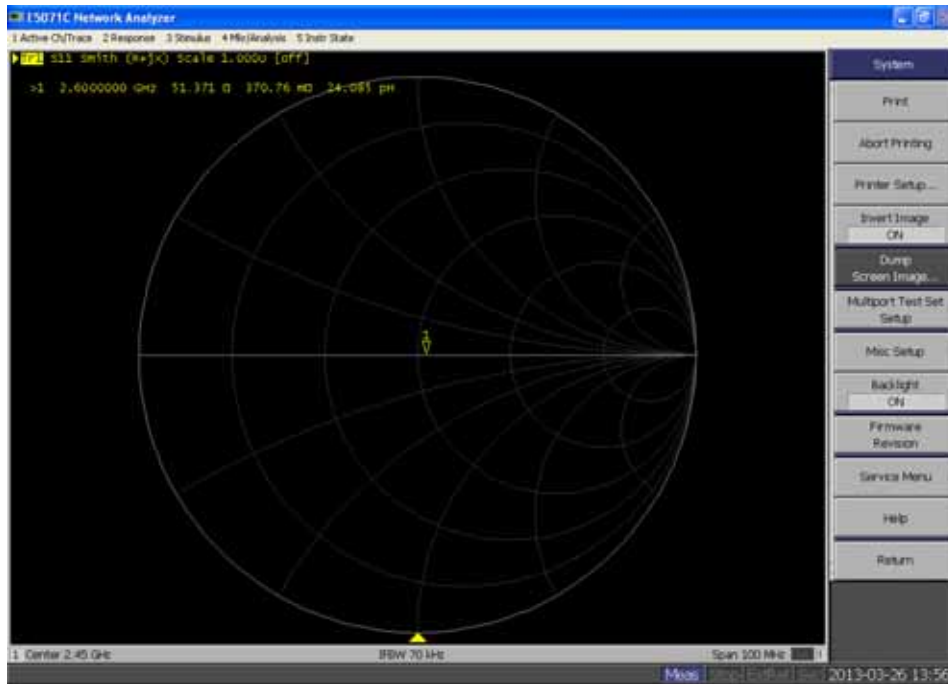 E5071C Network Analyzer
1 Active Ch/Trace 2 Response 3 Stimulus 4 Mkr/Analysis 5 Instr State
Tr1 S11 Smith (R+jX) Scale 1.000U [Off]
>1 2.6000000 GHz 51.371 Ω 370.76 mΩ 24.085 pH
1
System
Print
Abort Printing
Printer Setup...
Invert Image
ON
Dump
Screen Image...
Multiport Test Set
Setup
Misc Setup
Backlight
ON
Firmware
Revision
Service Menu
Help
Return
1 Center 2.45 GHz IFBW 70 kHz Span 100 MHz
Meas
2013-03-26 13:56